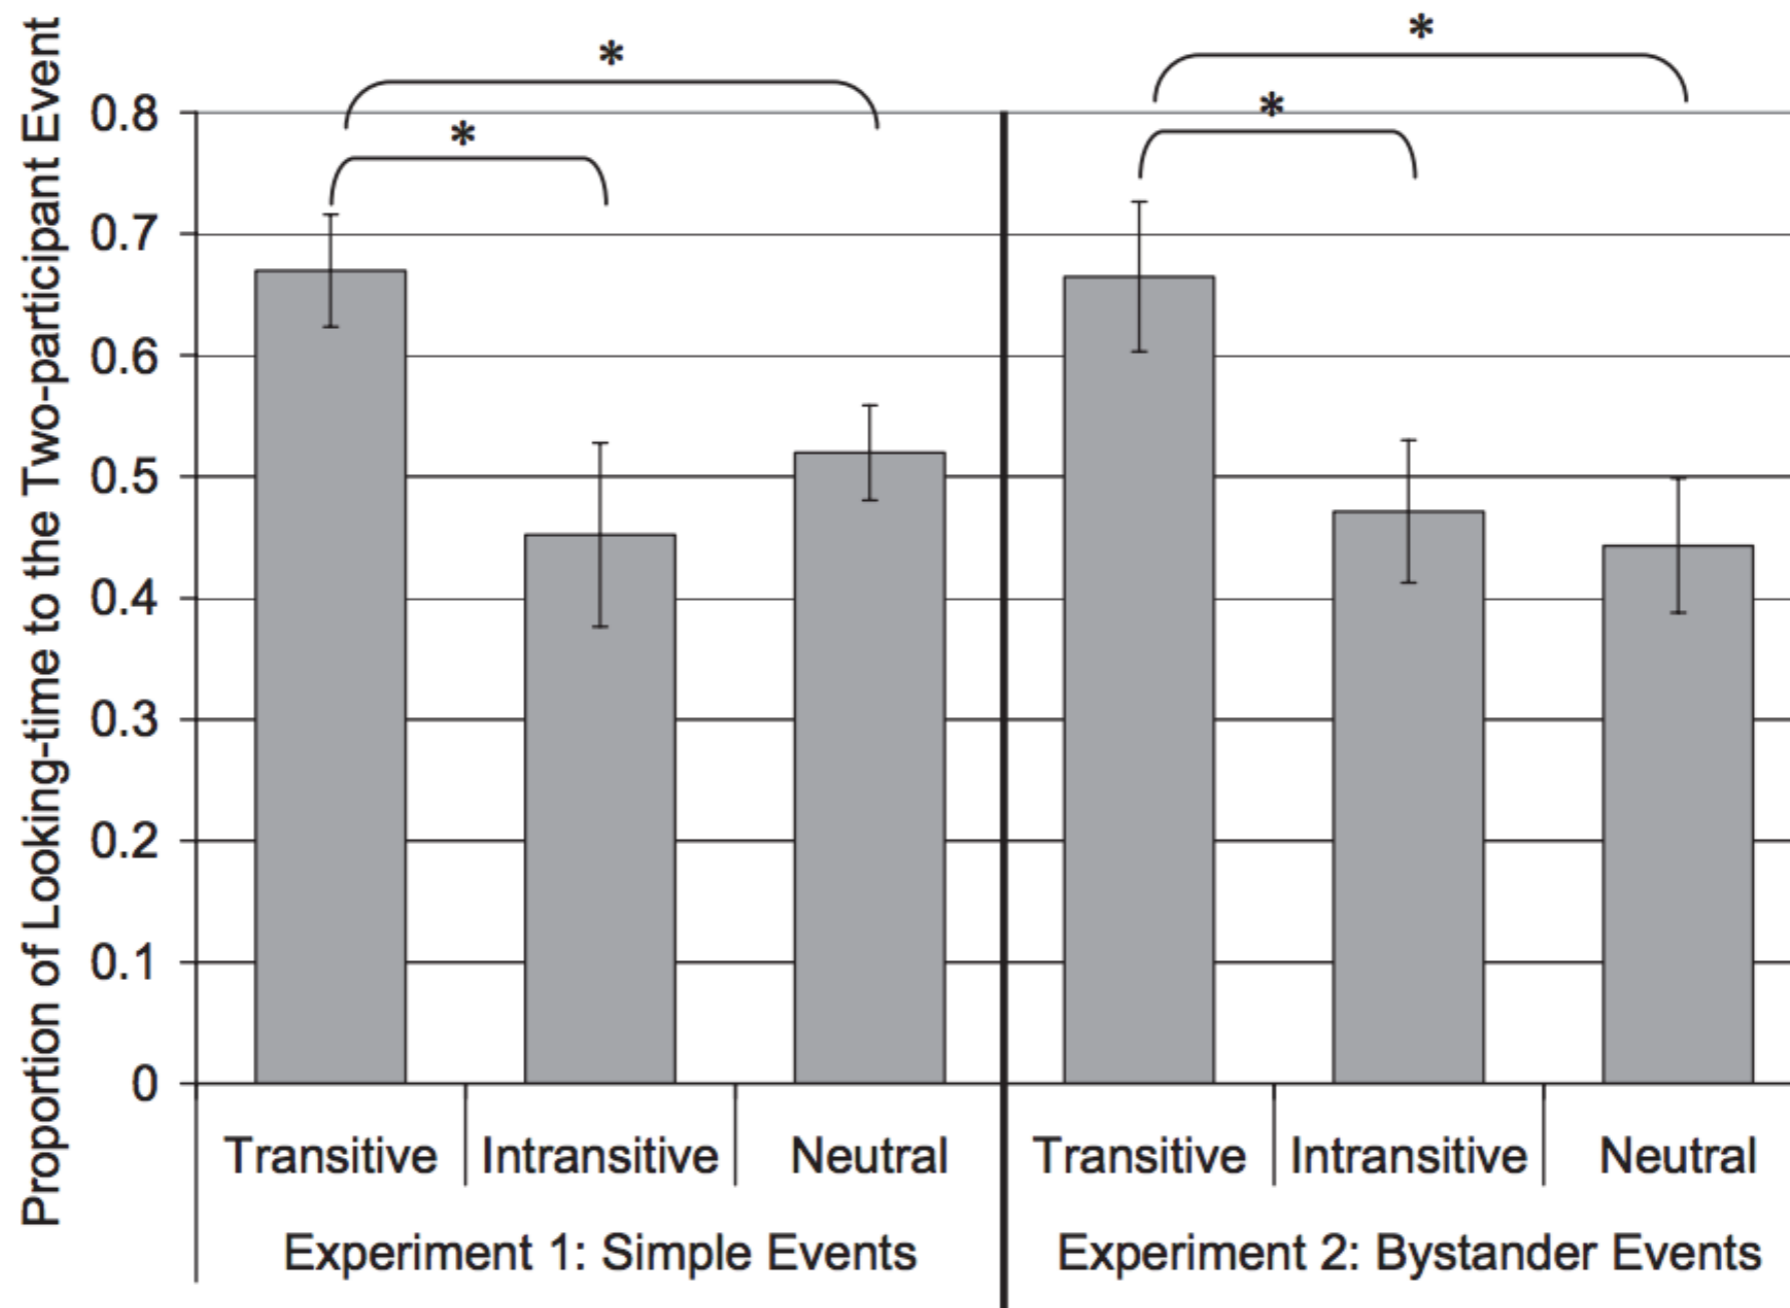 Proportion of Looking-time to the Two-participant Event
*
*
*
*
0.8
0.7
0.6
0.5
0.4
0.3
0.2
0.1
0
Transitive
Intransitive
Neutral
Transitive
Intransitive
Neutral
Experiment 1: Simple Events
Experiment 2: Bystander Events